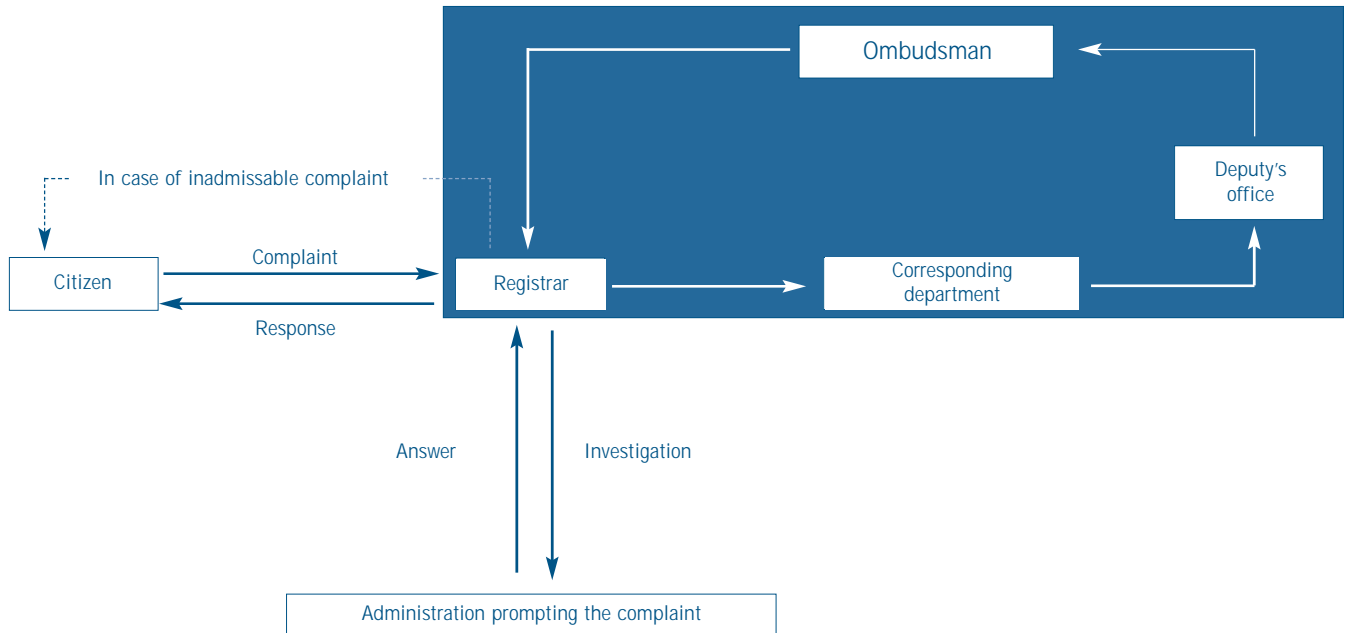 Ombudsman
Deputy's
office
In case of inadmissable complaint
Complaint
Citizen
Registrar
Corresponding
department
Response
Answer
Investigation
Administration prompting the complaint